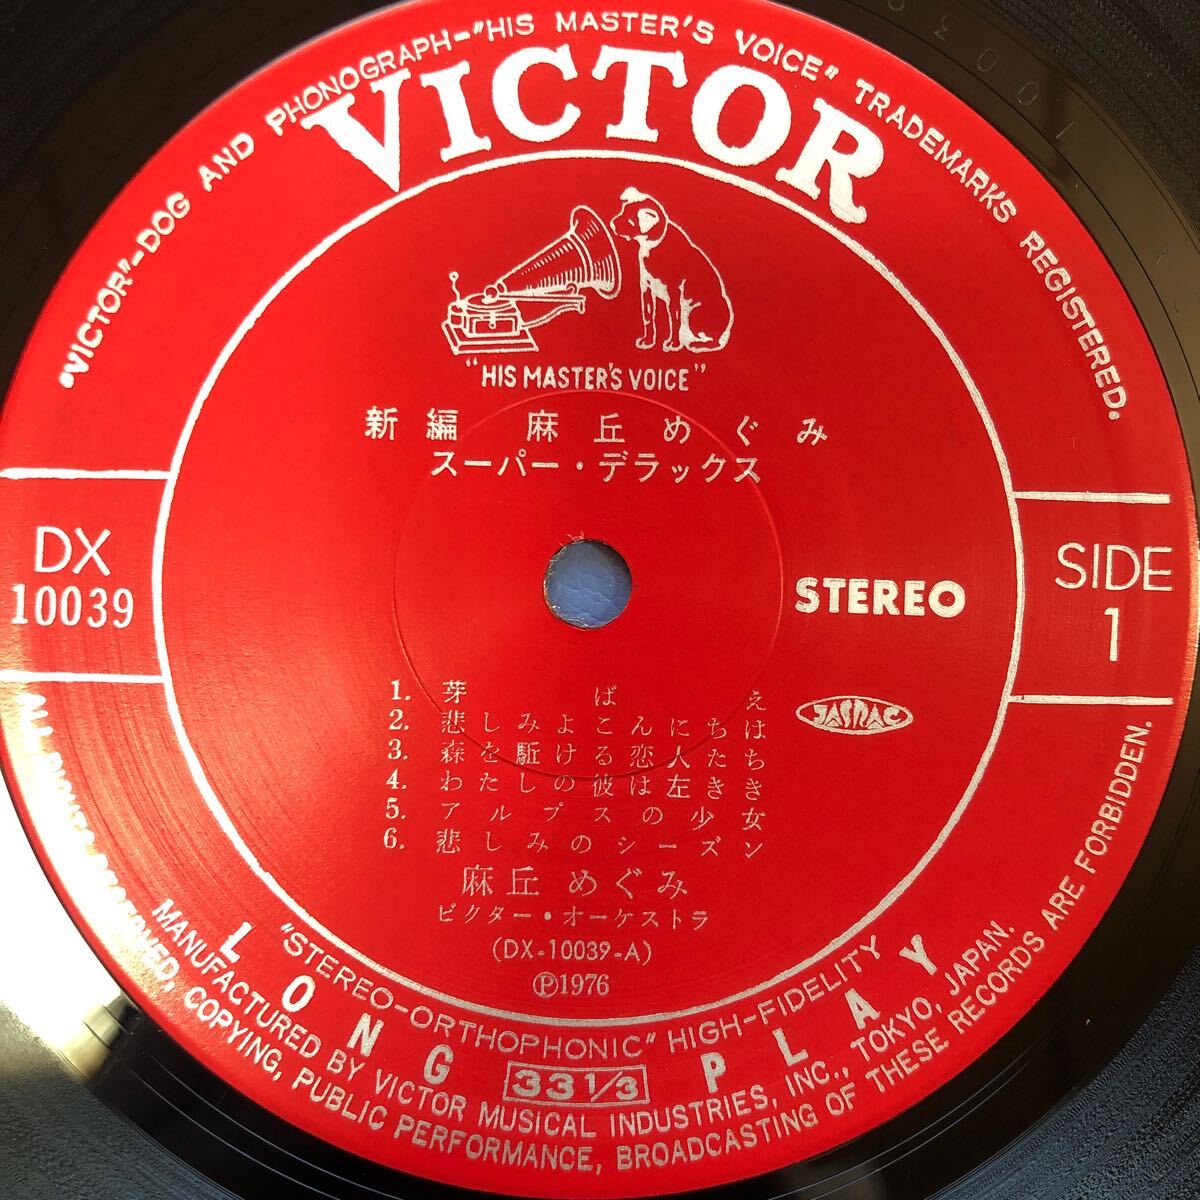 "VICTOR"-DOG AND PHONOGRAPH-"HIS MASTER'S VOICE" TRADEMARKS REGISTERED.
VICTOR
"HIS MASTER'S VOICE"
新編 麻丘めぐみ
スーパー・デラックス
DX
10039
STEREO
SIDE
1
1. 芽ばえ
2. 悲しみよこんにちは
3. 森を駈ける恋人たち
4. わたしの彼は左きき
5. アルプスの少女
6. 悲しみのシーズン
JASRAC
麻丘めぐみ
ビクター・オーケストラ
(DX-10039-A)
Ⓟ1976
"STEREO-ORTHOPHONIC" HIGH-FIDELITY
LONG 33 1/3 PLAY
MANUFACTURED BY VICTOR MUSICAL INDUSTRIES, INC., TOKYO, JAPAN.
ALL RIGHTS RESERVED, COPYING, PUBLIC PERFORMANCE, BROADCASTING OF THESE RECORDS ARE FORBIDDEN.